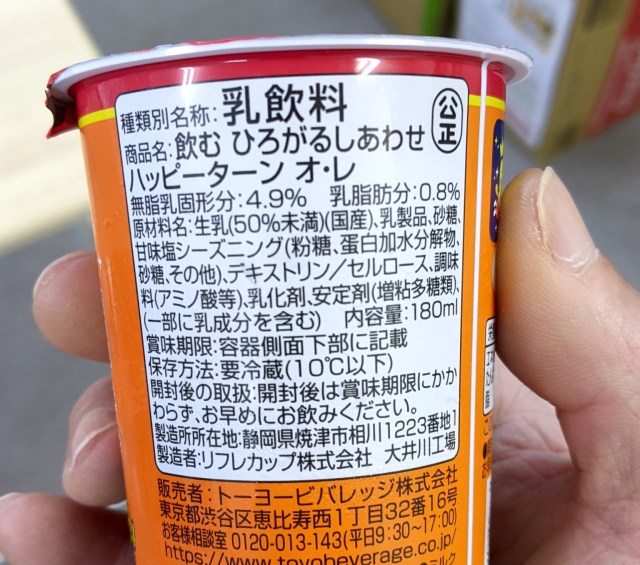 種類別名称:乳飲料
公正
商品名:飲む ひろがるしあわせ
ハッピーターン オ・レ
無脂乳固形分:4.9% 乳脂肪分:0.8%
原材料名:生乳(50%未満)(国産)、乳製品、砂糖、
甘味塩シーズニング(粉糖、蛋白加水分解物、
砂糖、その他)、デキストリン/セルロース、調味
料(アミノ酸等)、乳化剤、安定剤(増粘多糖類)、
(一部に乳成分を含む) 内容量:180ml
賞味期限:容器側面下部に記載
保存方法:要冷蔵(10℃以下)
開封後の取扱:開封後は賞味期限にかか
わらず、お早めにお飲みください。
製造所所在地:静岡県焼津市相川1223番地1
製造者:リフレカップ株式会社 大井川工場
販売者:トーヨービバレッジ株式会社
東京都渋谷区恵比寿西1丁目32番16号
お客様相談室 0120-013-143(平日9:30~17:00)
https://www.toyobeverage.co.jp/
●ミルク